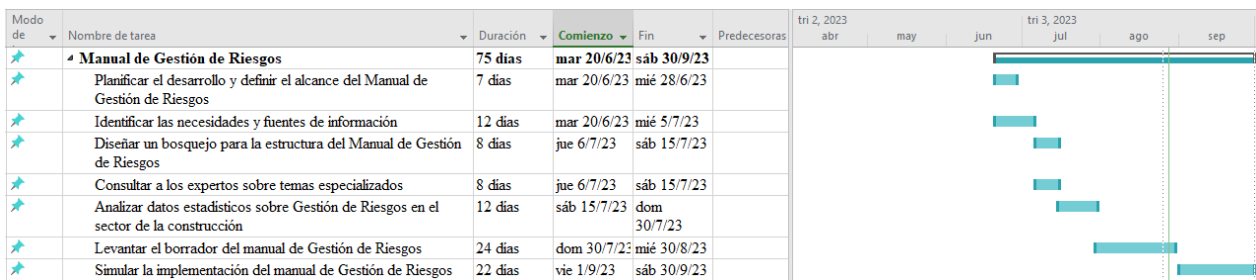 Modo de Nombre de tarea Duración Comienzo Fin Predecesoras tri 2, 2023 tri 3, 2023
abr may jun jul ago sep
Manual de Gestión de Riesgos 75 días mar 20/6/23 sáb 30/9/23
Planificar el desarrollo y definir el alcance del Manual de 7 días mar 20/6/23 mié 28/6/23
Gestión de Riesgos
Identificar las necesidades y fuentes de información 12 días mar 20/6/23 mié 5/7/23
Diseñar un bosquejo para la estructura del Manual de Gestión 8 días jue 6/7/23 sáb 15/7/23
de Riesgos
Consultar a los expertos sobre temas especializados 8 días jue 6/7/23 sáb 15/7/23
Analizar datos estadísticos sobre Gestión de Riesgos en el 12 días sáb 15/7/23 dom
sector de la construcción 30/7/23
Levantar el borrador del manual de Gestión de Riesgos 24 días dom 30/7/23 mié 30/8/23
Simular la implementación del manual de Gestión de Riesgos 22 días vie 1/9/23 sáb 30/9/23